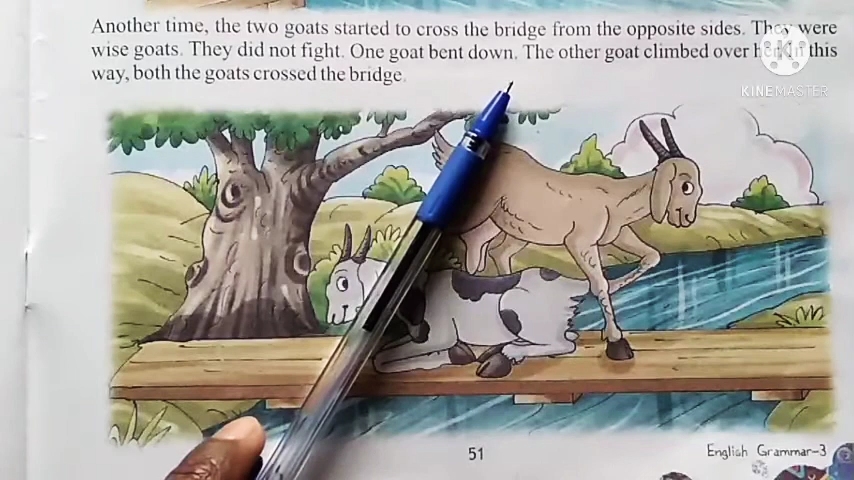 Another time, the two goats started to cross the bridge from the opposite sides. They were
wise goats. They did not fight. One goat bent down. The other goat climbed over her. In this
way, both the goats crossed the bridge.
KINEMASTER
51
English Grammar-3